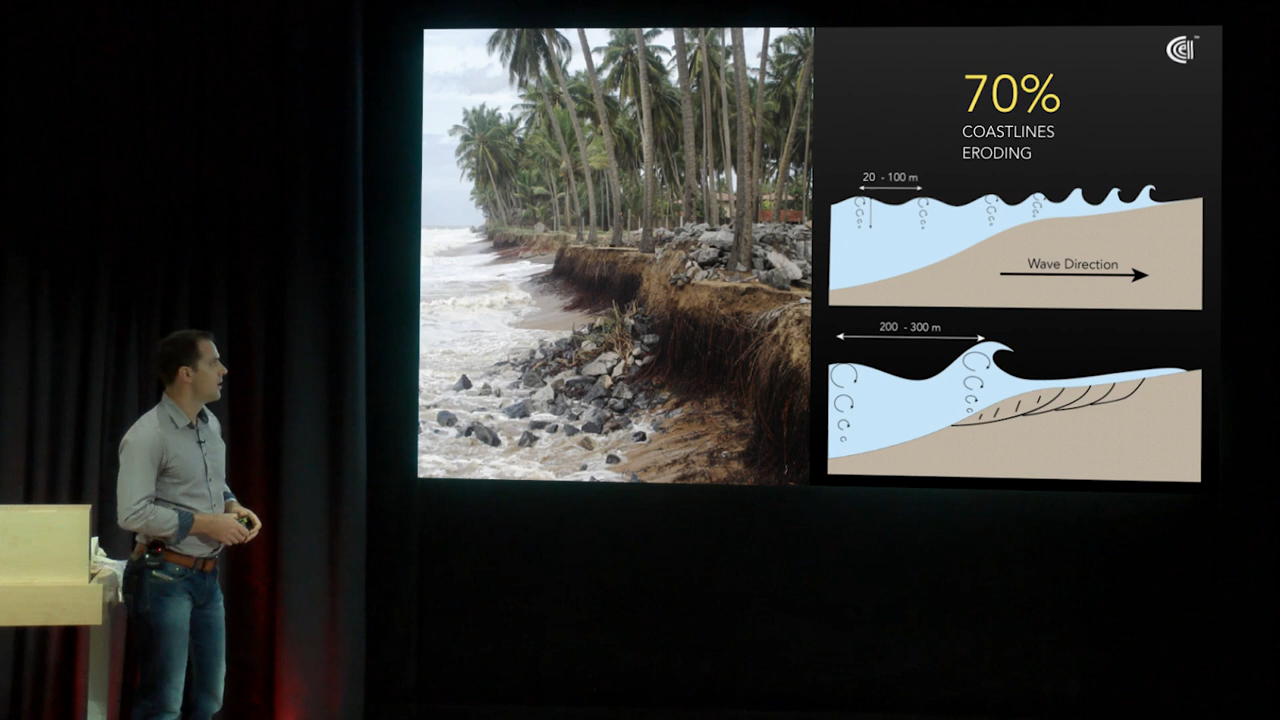 70%
COASTLINES
ERODING
20 - 100 m
Wave Direction
200 - 300 m